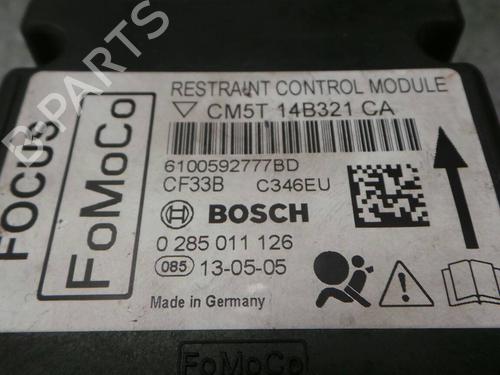 RESTRAINT CONTROL MODULE
CM5T 14B321 CA
6100592777BD
CF33B C346EU
BOSCH
0 285 011 126
085 13-05-05
Made in Germany
FOCUS
FoMoCo
FoMoCo
B-PARTS